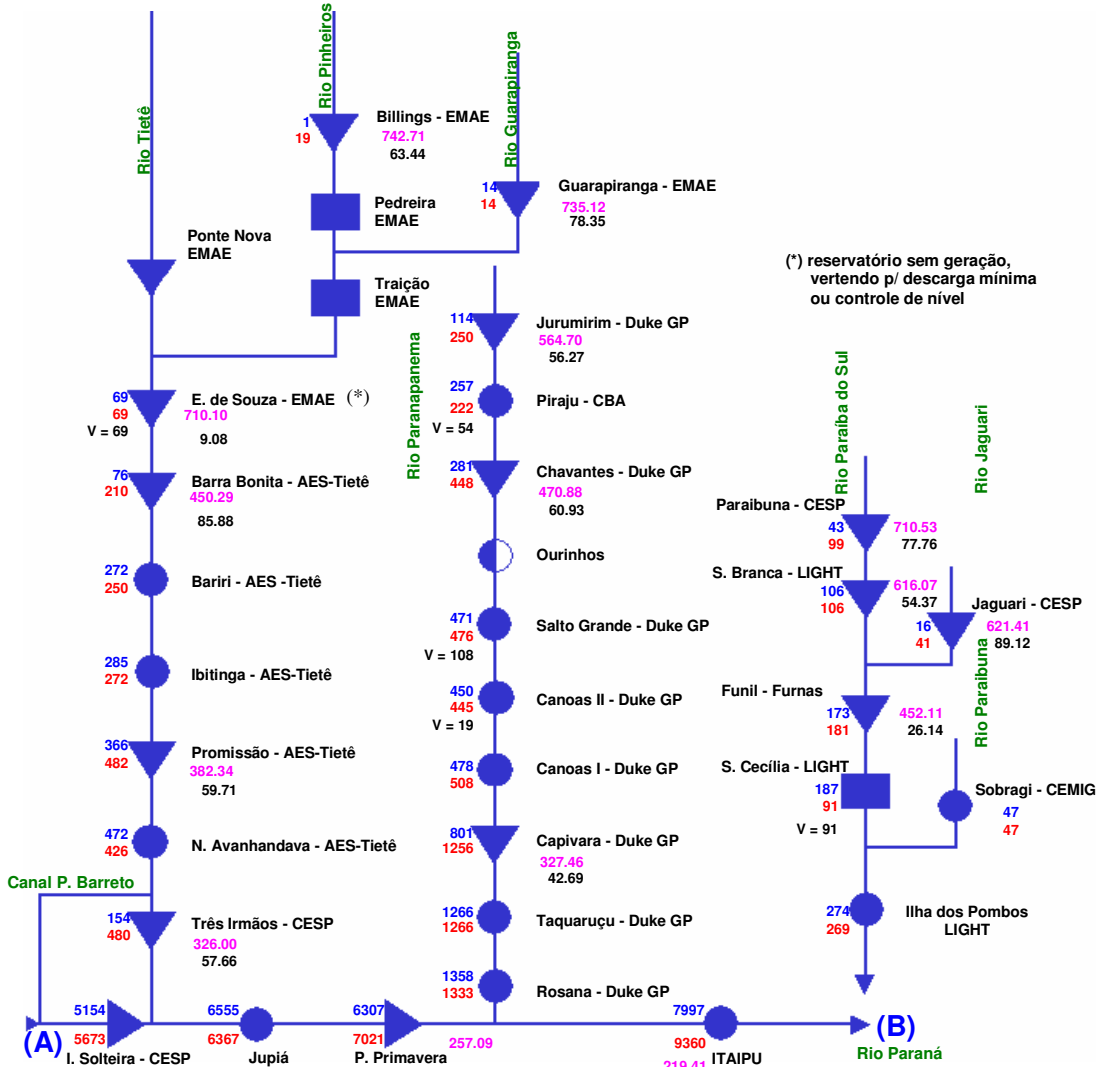 Rio Tietê
Rio Pinheiros
Rio Guarapiranga
1
19
Billings - EMAE
742.71
63.44
14
14
Guarapiranga - EMAE
735.12
78.35
Pedreira
EMAE
Ponte Nova
EMAE
Traição
EMAE
(*) reservatório sem geração,
vertendo p/ descarga mínima
ou controle de nível
69
69
V = 69
E. de Souza - EMAE (*)
710.10
9.08
76
210
Barra Bonita - AES-Tietê
450.29
85.88
272
250
Bariri - AES -Tietê
285
272
Ibitinga - AES-Tietê
366
482
Promissão - AES-Tietê
382.34
59.71
472
426
N. Avanhandava - AES-Tietê
Canal P. Barreto
154
480
Três Irmãos - CESP
326.00
57.66
Rio Paranapanema
114
250
Jurumirim - Duke GP
564.70
56.27
257
222
V = 54
Piraju - CBA
281
448
Chavantes - Duke GP
470.88
60.93
Ourinhos
471
476
V = 108
Salto Grande - Duke GP
450
445
V = 19
Canoas II - Duke GP
478
508
Canoas I - Duke GP
801
1256
Capivara - Duke GP
327.46
42.69
1266
1266
Taquaruçu - Duke GP
1358
1333
Rosana - Duke GP
Rio Paraíba do Sul
Rio Jaguari
Paraibuna - CESP
43
99
710.53
77.76
S. Branca - LIGHT
106
106
616.07
54.37
Jaguari - CESP
16
41
621.41
89.12
Rio Paraibuna
Funil - Furnas
173
181
452.11
26.14
S. Cecília - LIGHT
187
91
V = 91
Sobragi - CEMIG
47
47
274
269
Ilha dos Pombos
LIGHT
(A)
5154
5673
I. Solteira - CESP
6555
6367
Jupiá
6307
7021
P. Primavera
257.09
7997
9360
ITAIPU
219.41
(B)
Rio Paraná